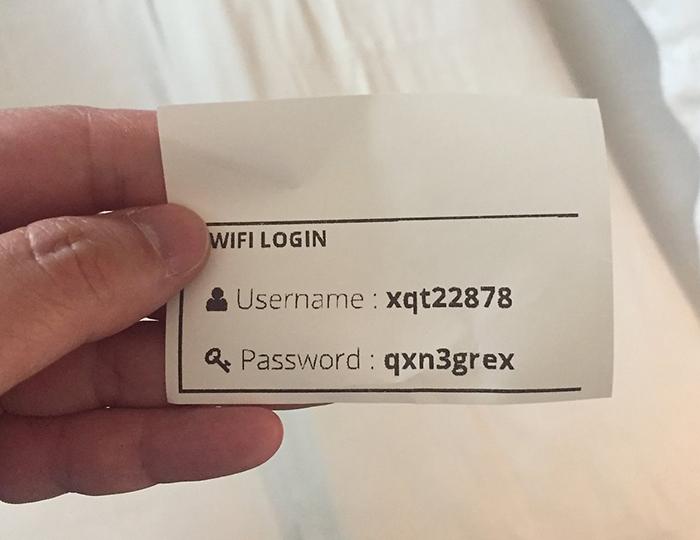 WIFI LOGIN
Username : xqt22878
Password : qxn3grex